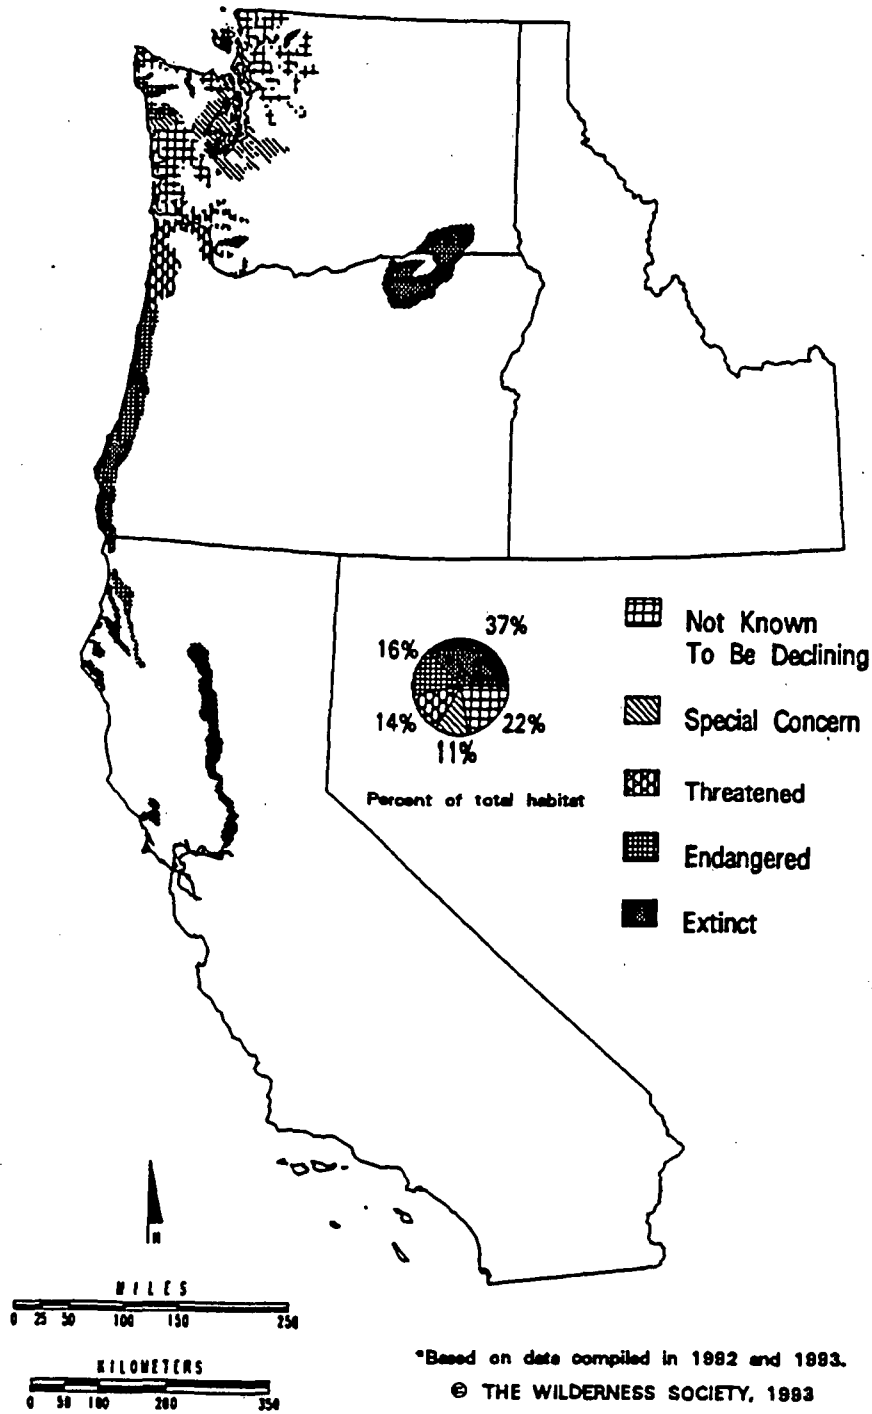 37%
16%
14%
22%
11%
Percent of total habitat
Not Known
To Be Declining
Special Concern
Threatened
Endangered
Extinct
N
MILES
0 25 50 100 150 250
KILOMETERS
0 50 100 200 350
*Based on data compiled in 1992 and 1993.
© THE WILDERNESS SOCIETY, 1993